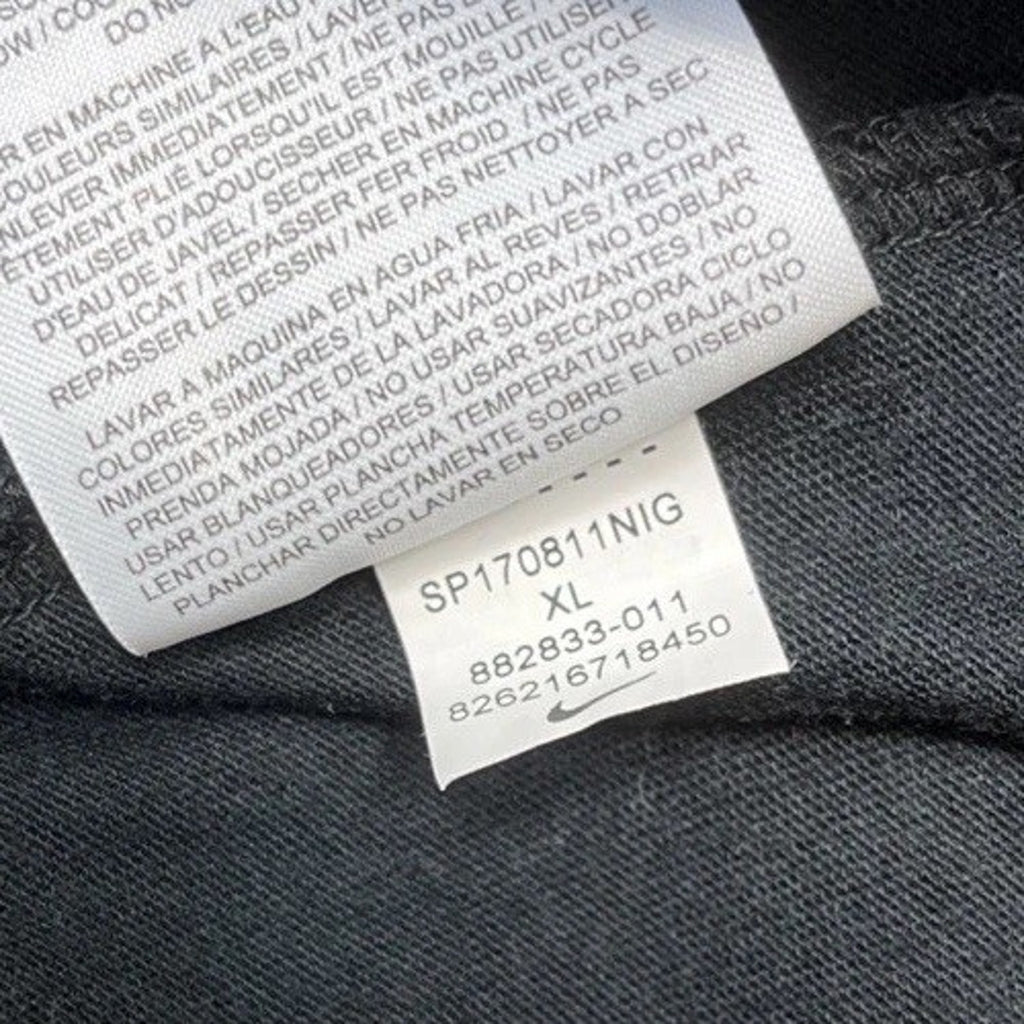 DO NO
OW / COO
R EN MACHINE A L'EAU
COULEURS SIMILAIRES / LAVER
NLEVER IMMEDIATEMENT / NE PAS
ETEMENT PLIE LORSQU'IL EST MOUILLE /
UTILISER D'ADOUCISSEUR / NE PAS UTILISER
D'EAU DE JAVEL / SECHER EN MACHINE CYCLE
DELICAT / REPASSER FER FROID / NE PAS
REPASSER LE DESSIN / NE PAS NETTOYER A SEC
LAVAR A MAQUINA EN AGUA FRIA / LAVAR CON
COLORES SIMILARES / LAVAR AL REVES / RETIRAR
INMEDIATAMENTE DE LA LAVADORA / NO DOBLAR
PRENDA MOJADA / NO USAR SUAVIZANTES / NO
USAR BLANQUEADORES / USAR SECADORA CICLO
LENTO / USAR PLANCHA TEMPERATURA BAJA / NO
PLANCHAR DIRECTAMENTE SOBRE EL DISEÑO /
NO LAVAR EN SECO
SP170811NIG
XL
882833-011
826216718450